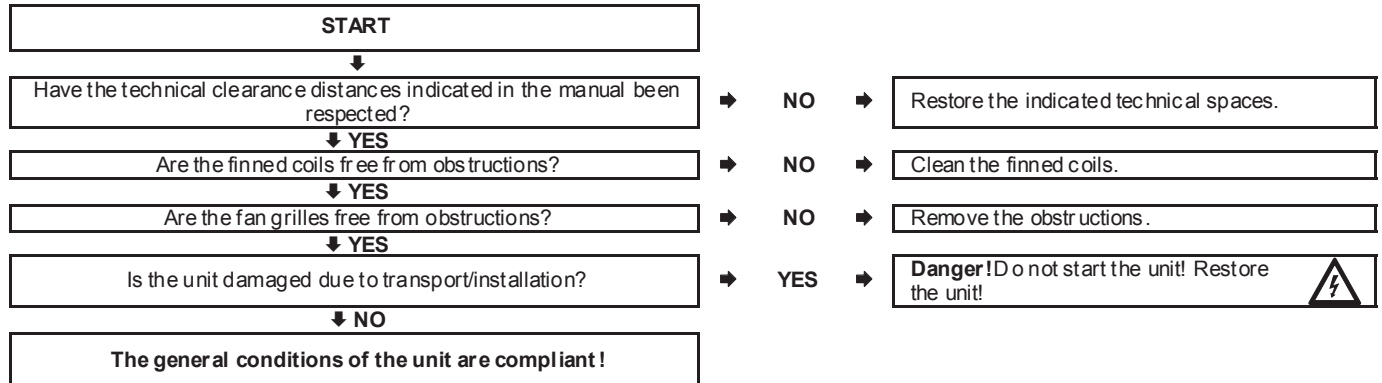 START
Have the technical clearance distances indicated in the manual been
respected?
NO
Restore the indicated technical spaces.
YES
Are the finned coils free from obstructions?
NO
Clean the finned coils.
YES
Are the fan grilles free from obstructions?
NO
Remove the obstructions.
YES
Is the unit damaged due to transport/installation?
YES
Danger! Do not start the unit! Restore
the unit!
NO
The general conditions of the unit are compliant!